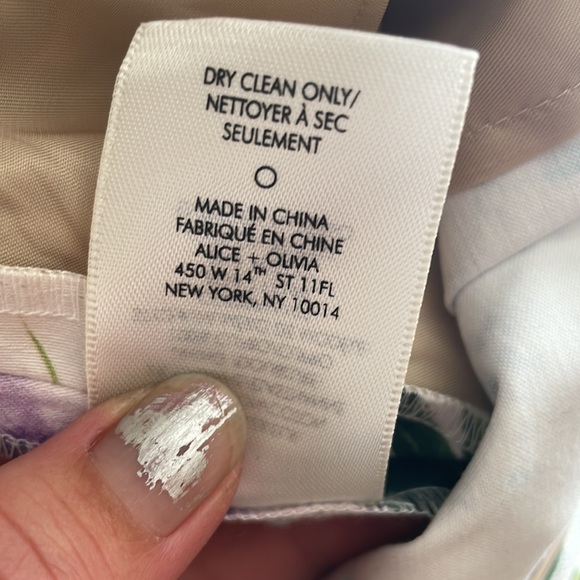 DRY CLEAN ONLY/
NETTOYER À SEC
SEULEMENT
MADE IN CHINA
FABRIQUÉ EN CHINE
ALICE + OLIVIA
450 W 14TH ST 11FL
NEW YORK, NY 10014